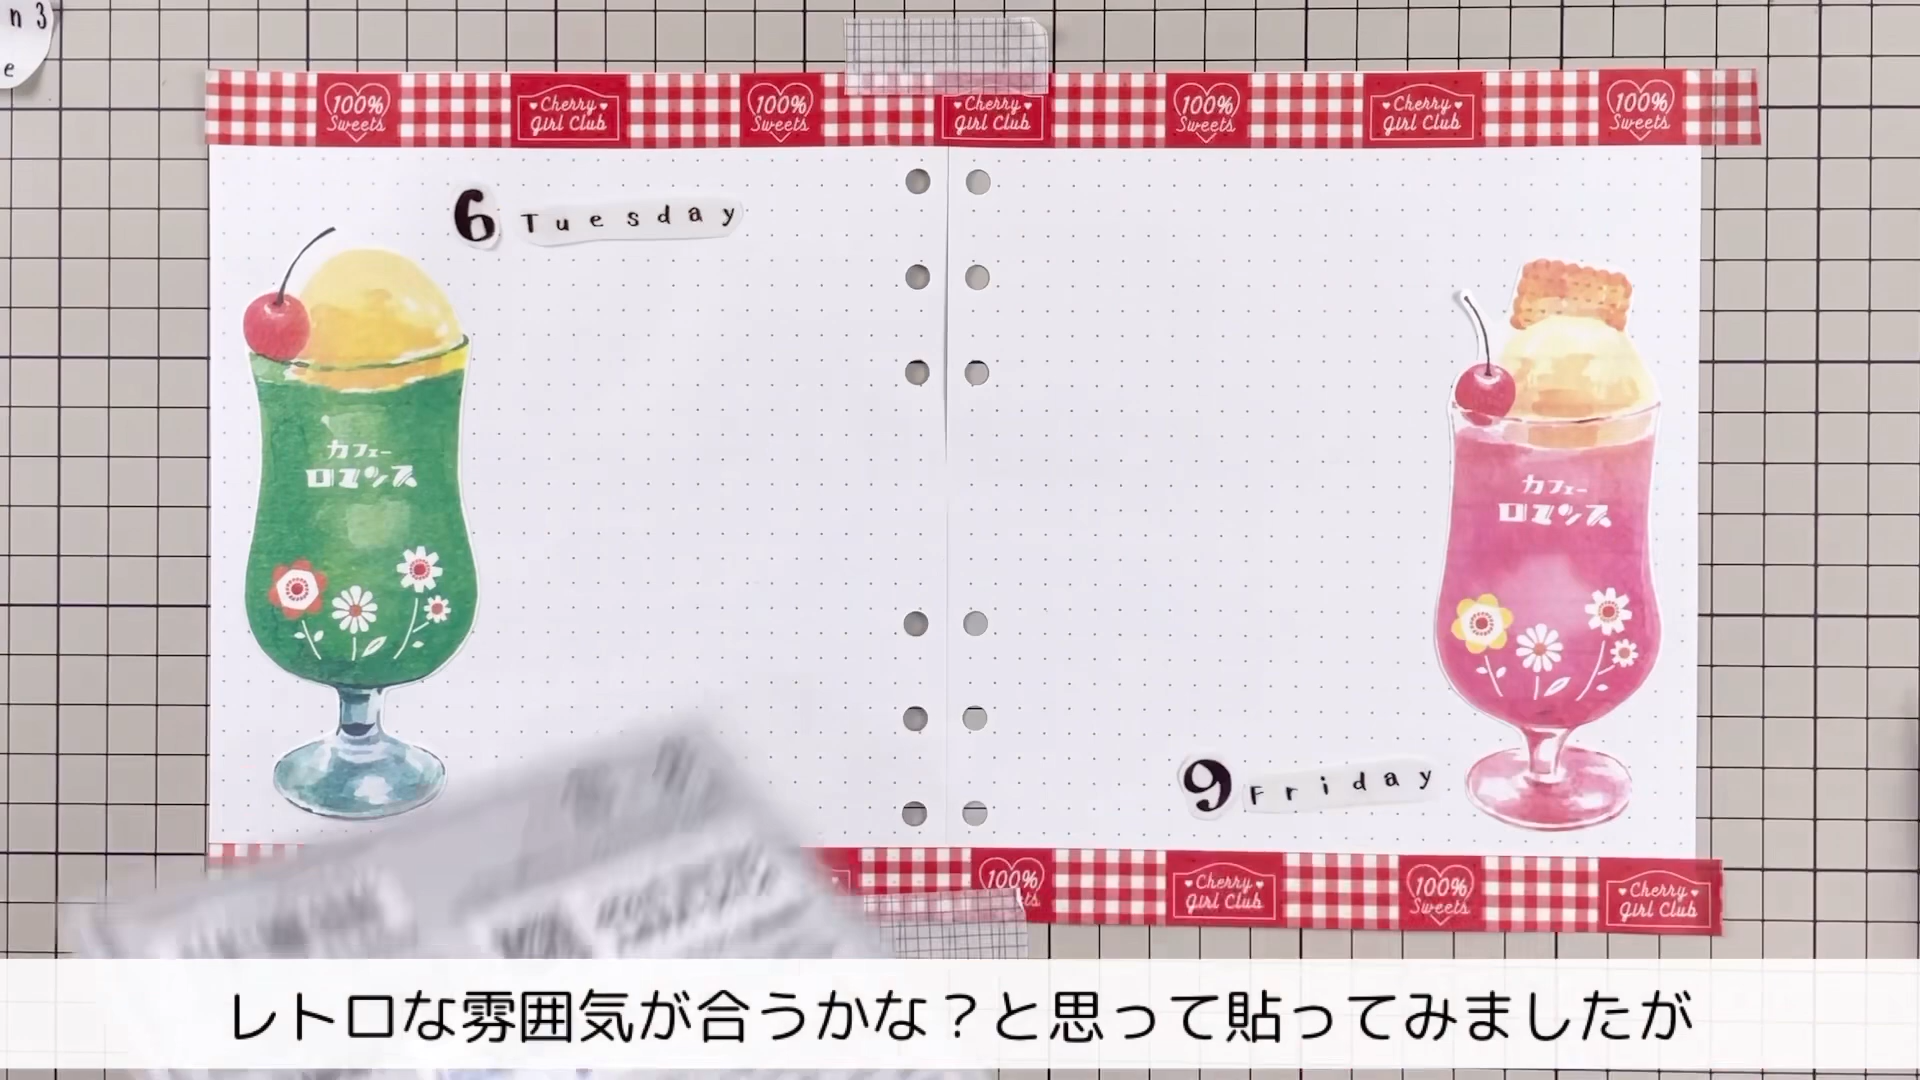 n 3
e
100% Sweets
Cherry Girl Club
100% Sweets
Cherry Girl Club
100% Sweets
Cherry Girl Club
100% Sweets
6 Tuesday
カフェー
ロマンス
カフェー
ロマンス
9 Friday
100%
Cherry Girl Club
100% Sweets
Cherry Girl Club
レトロな雰囲気が合うかな？と思って貼ってみましたが